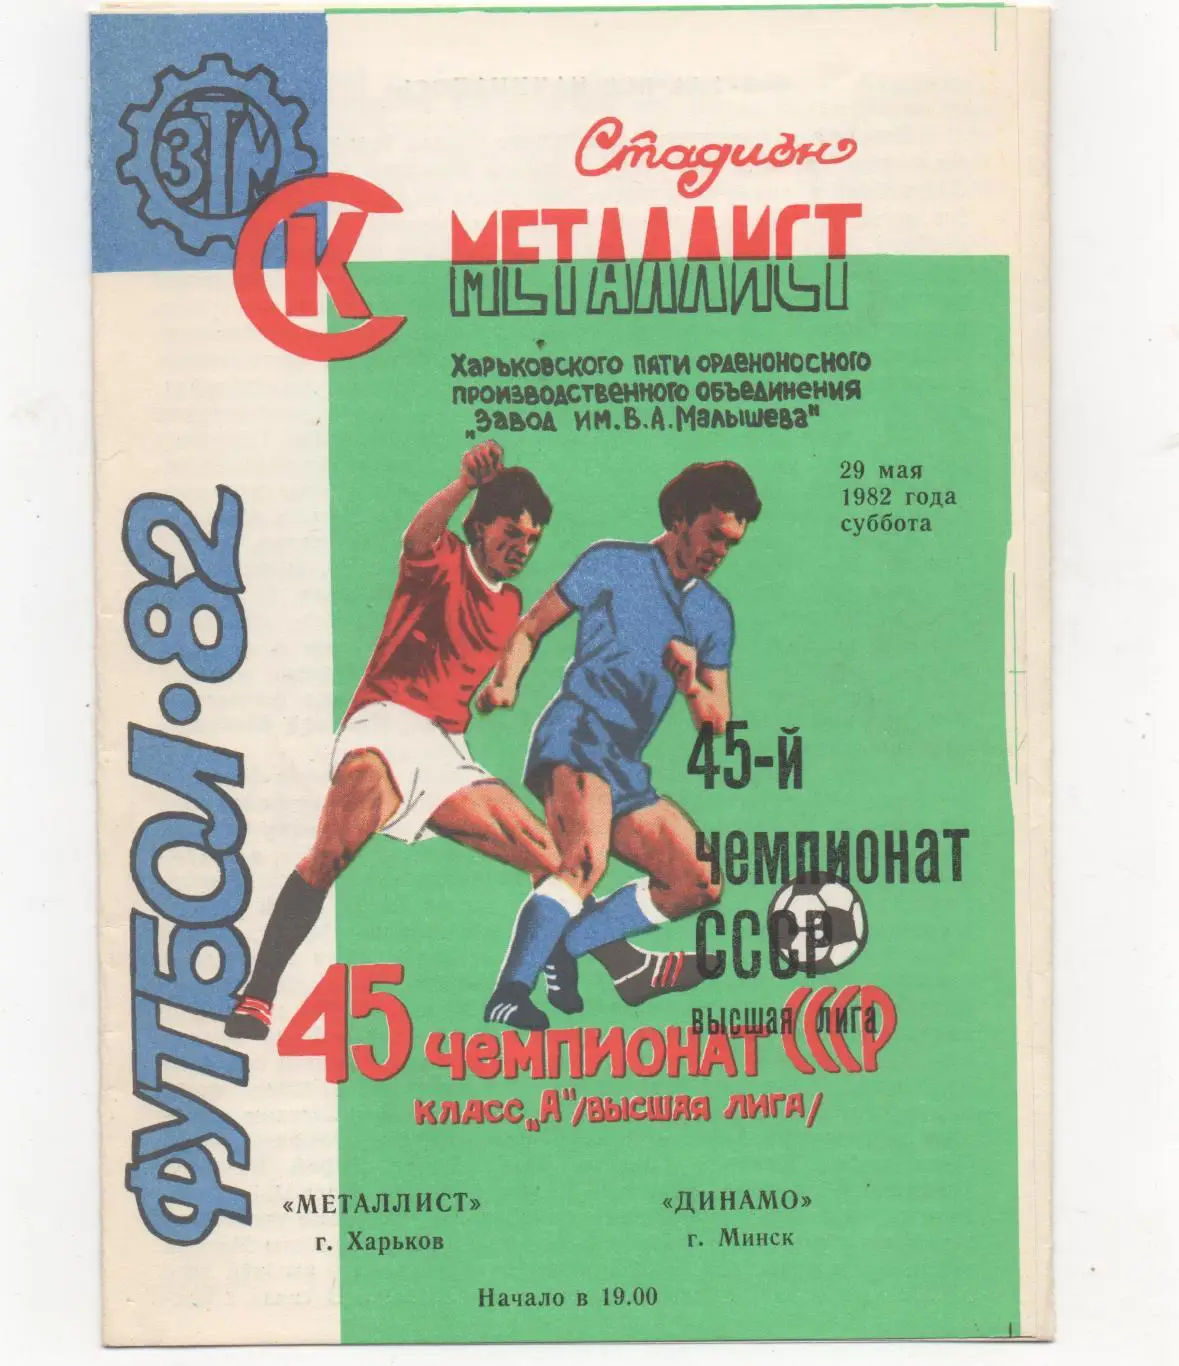 ЗТМ
СК
Стадион
МЕТАЛЛИСТ
Харьковского пяти орденоносного
производственного объединения
„Завод им. В. А. Малышева"
29 мая
1982 года
суббота
ФУТБОЛ·82
45-й
чемпионат
СССР
высшая лига
45 чемпионат СССР
класс „А" /высшая лига/
«МЕТАЛЛИСТ»
г. Харьков
«ДИНАМО»
г. Минск
Начало в 19.00